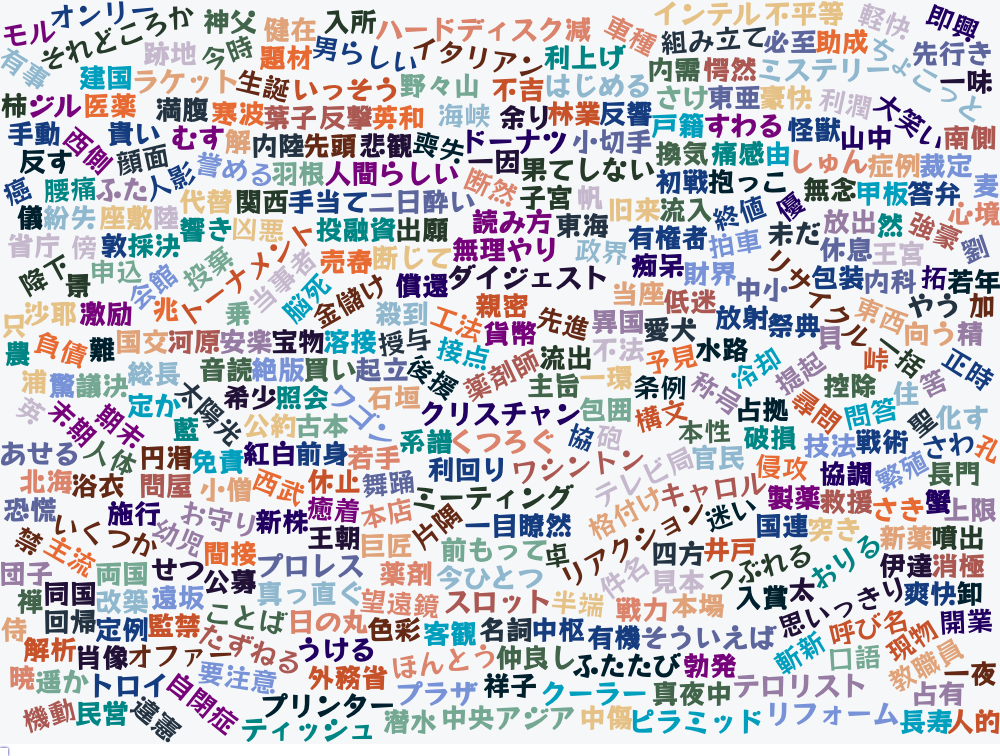 モル オンリー それどころか 神父 健在 入所 ハードディスク 減 車種 インテル 不平等 軽快 即興
有事 跡地 今時 題材 男らしい イタリアン 利上げ 組み立て 必至 助成 ちょこっと 先行き
建国 ラケット 生誕 いっそう 野々山 不吉 はじめる 内需 愕然 ミステリー 一味
柿 ジル 医薬 満腹 寒波 葉子 反撃 英和 海峡 余り 林業 反響 さけ 東亜 豪快 利潤 大笑い
手動 西側 貰い むす 解 内陸 先頭 悲観 喪失 ドーナツ 小切手 戸籍 すわる 怪獣 山中 南側
反す 顔面 誉める 羽根 人間らしい 一因 果てしない 換気 痛感 由 しゅん 症例 裁定
癌 腰痛 ふた 人影 代替 関西 手当て 二日酔い 断然 子宮 帆 初戦 抱っこ 無念 甲板 答弁 麦
儀 紛失 座敷 陸 響き 凶悪 投融資 出願 読み方 東海 旧来 流入 終値 優 放出 然 強豪 心境
省庁 傍 敦 採決 トーナメント 売春 断じて 無理やり 政界 有権者 拍車 未だ 休息 王宮 劉
降下 景 申込 会館 投棄 当事者 脳死 金儲け 償還 ダイジェスト 痴呆 財界 中小 リサイクル 包装 内科 拓 若年
只 沙耶 激励 兆 乗 殺到 工法 親密 貨幣 先進 異国 当座 低迷 愛犬 放射 祭典 貝 東西 やう 加
農 負債 難 国交 河原 安楽 宝物 溶接 授与 接点 薬剤師 流出 不法 予見 水路 冷却 提起 峠 一括 向う 精
浦 驚 議決 総長 音読 絶版 買い 起立 後援 主旨 一環 条例 称号 控除 住 筈 正時
英 末期 期末 定か 太陽光 希少 照会 クゴン 石垣 クリスチャン 包囲 構文 占拠 尋問 問答 聖 化す
藍 公約 古本 系譜 くつろぐ 協 砲 本性 破損 技法 戦術 さわ 孔
あせる 人体 円滑 免責 紅白 前身 若手 利回り ワシントン テレビ局 官民 侵攻 協調 繁殖 長門
北海 浴衣 問屋 小僧 西武 休止 舞踊 ミーティング 格付け キャロル 製薬 救援 さき 蟹 上限
恐慌 いくつか 施行 お守り 新株 癒着 本店 片隅 一目瞭然 リアクション 迷い 国連 突き 新薬 噴出
禁 主流 幼児 間接 王朝 巨匠 前もって 卓 四方 井戸 つぶれる おりる 伊達 消極
団子 両国 せつ 公募 プロレス 薬剤 今ひとつ 件名 見本 入賞 太 思いっきり 爽快 卸
禅 同国 改築 遠坂 ことば 真っ直ぐ 望遠鏡 スロット 半端 戦力 本場
侍 回帰 定例 監禁 たずねる 日の丸 色彩 客観 名詞 中枢 有機 そういえば 斬新 呼び名 現物 開業
解析 肖像 オファー 要注意 うける 外務省 ほんとう 仲良し ふたたび 勃発 口語 教職員 一夜
暁 遥か トロイ 自閉症 プリンター プラザ 祥子 クーラー 真夜中 テロリスト 占有
機動 民営 違憲 ティッシュ 潜水 中央アジア 中傷 ピラミッド リフォーム 長寿 人的